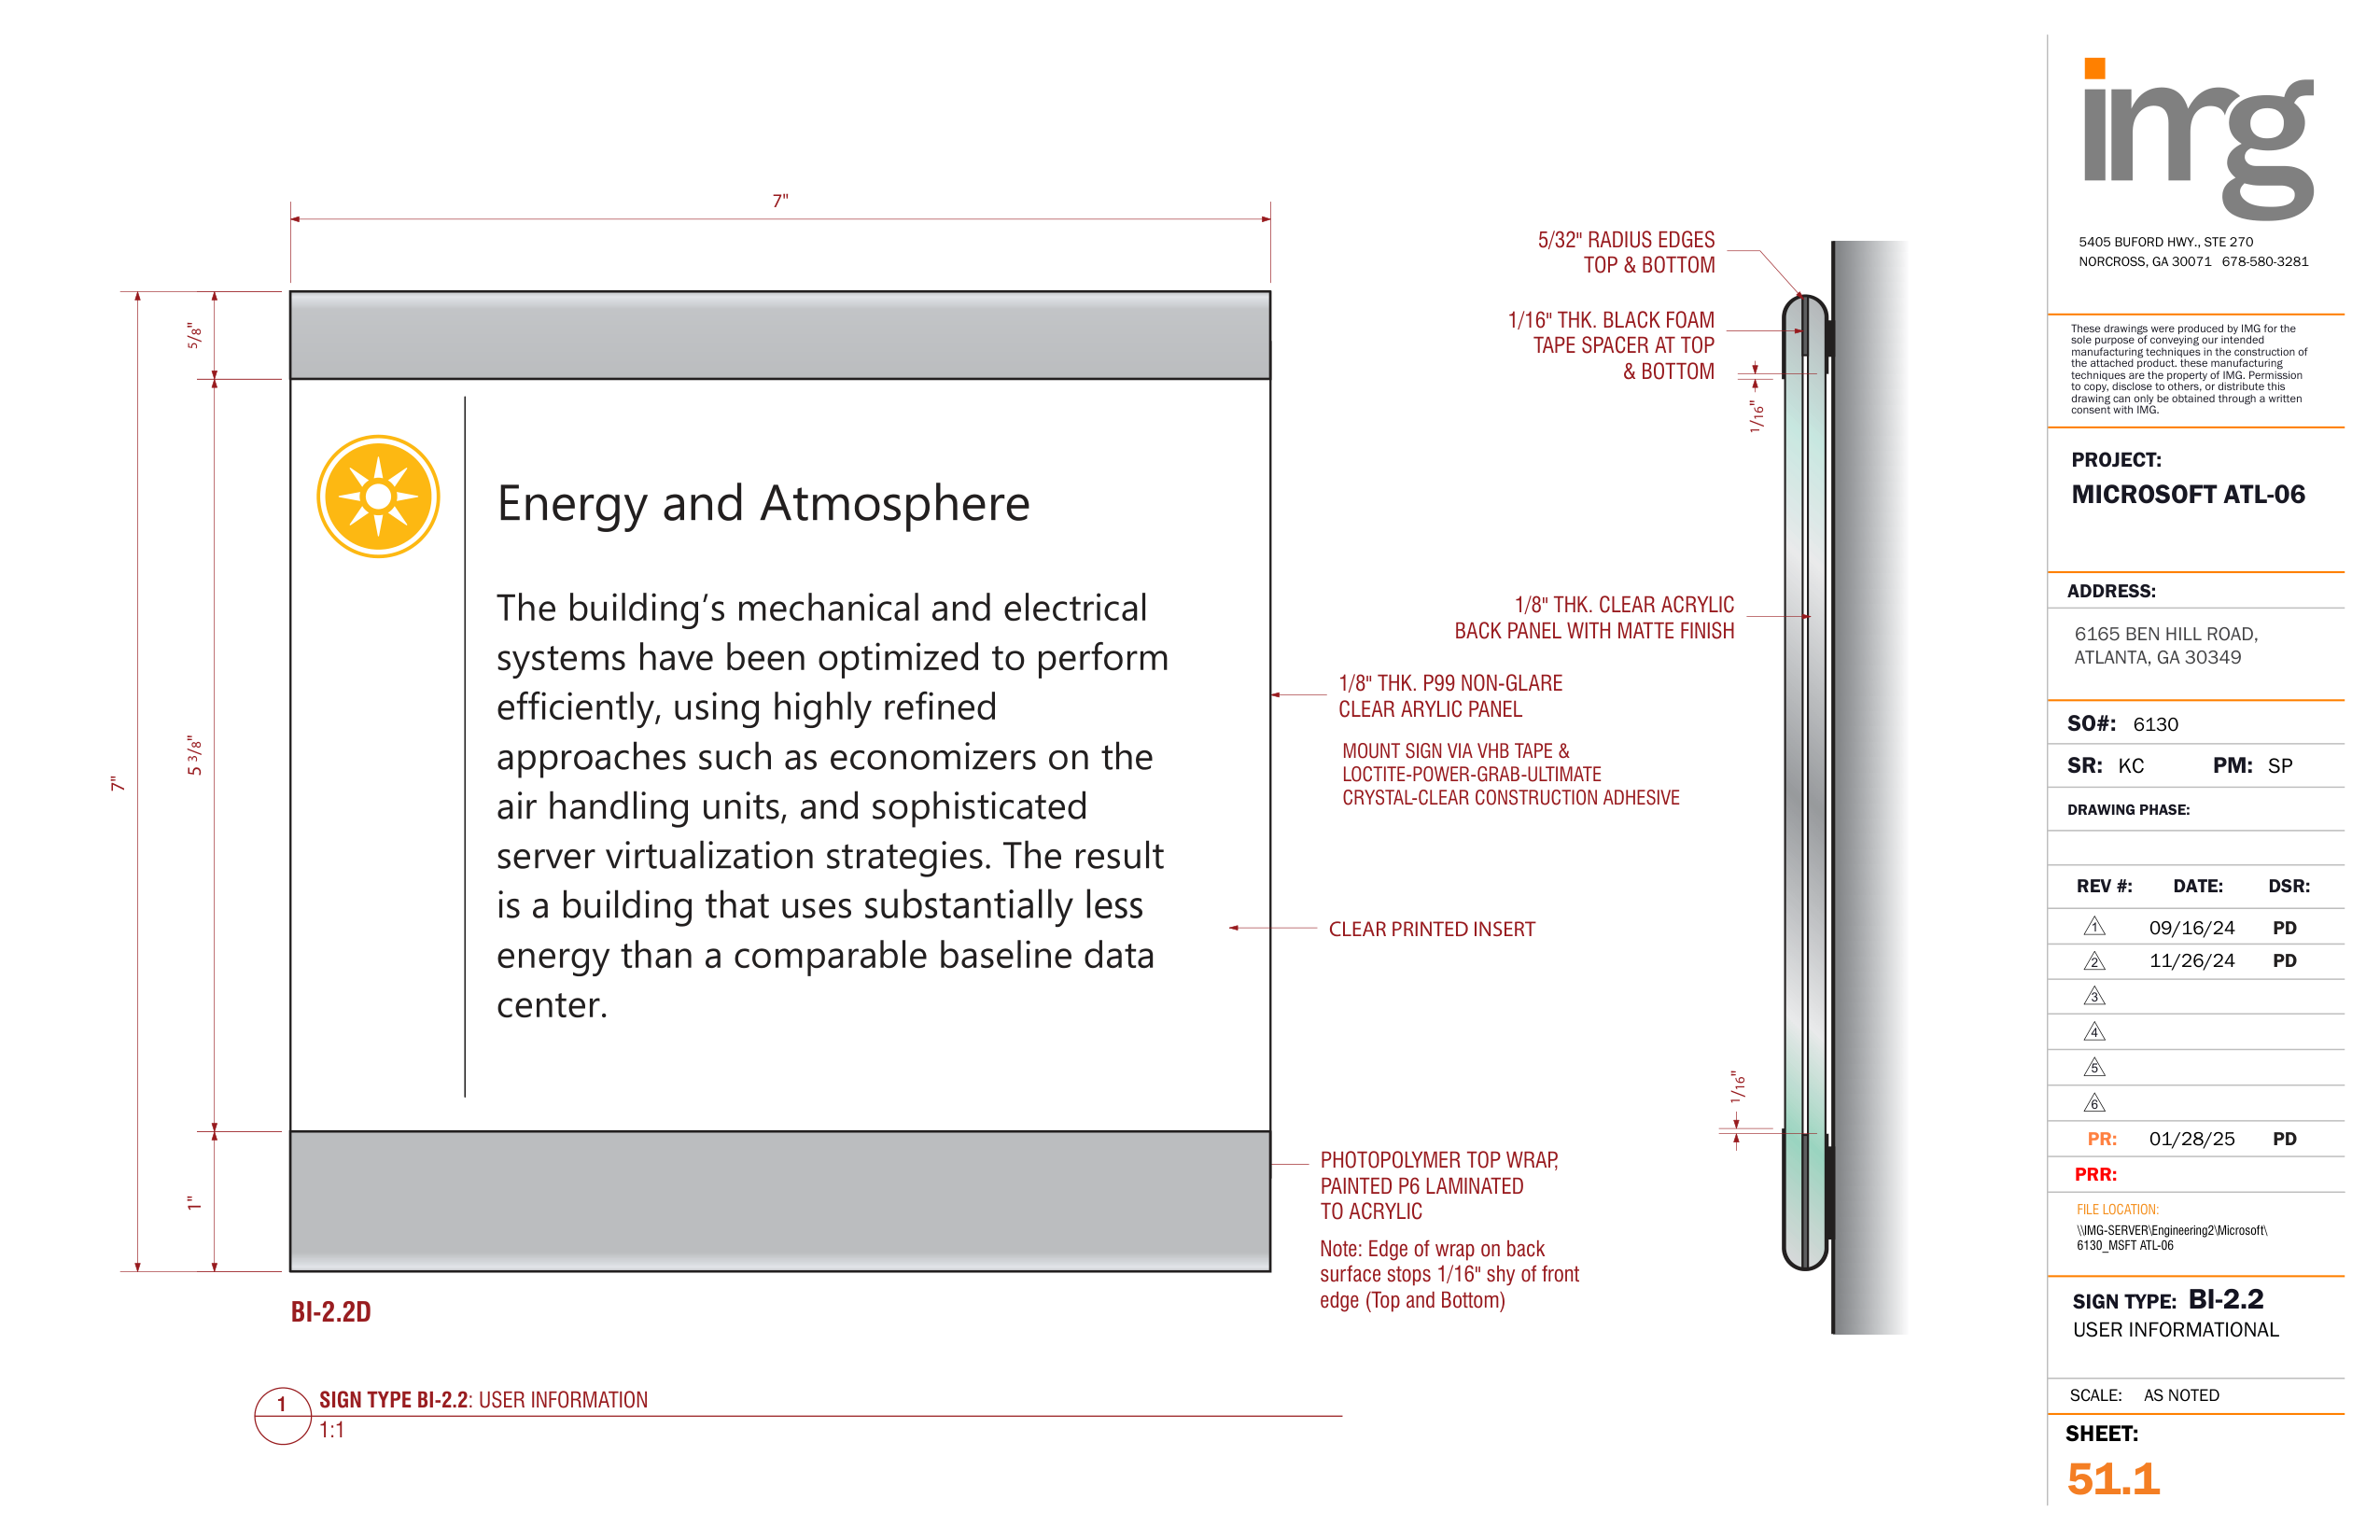 7"
5/8"
7"
5 3/8"
1"
Energy and Atmosphere
The building’s mechanical and electrical
systems have been optimized to perform
efficiently, using highly refined
approaches such as economizers on the
air handling units, and sophisticated
server virtualization strategies. The result
is a building that uses substantially less
energy than a comparable baseline data
center.
BI-2.2D
1
SIGN TYPE BI-2.2: USER INFORMATION
1:1
5/32" RADIUS EDGES
TOP & BOTTOM
1/16" THK. BLACK FOAM
TAPE SPACER AT TOP
& BOTTOM
1/16"
1/8" THK. CLEAR ACRYLIC
BACK PANEL WITH MATTE FINISH
1/8" THK. P99 NON-GLARE
CLEAR ARYLIC PANEL
MOUNT SIGN VIA VHB TAPE &
LOCTITE-POWER-GRAB-ULTIMATE
CRYSTAL-CLEAR CONSTRUCTION ADHESIVE
CLEAR PRINTED INSERT
1/16"
PHOTOPOLYMER TOP WRAP,
PAINTED P6 LAMINATED
TO ACRYLIC
Note: Edge of wrap on back
surface stops 1/16" shy of front
edge (Top and Bottom)
img
5405 BUFORD HWY., STE 270
NORCROSS, GA 30071 678-580-3281
These drawings were produced by IMG for the
sole purpose of conveying our intended
manufacturing techniques in the construction of
the attached product. these manufacturing
techniques are the property of IMG. Permission
to copy, disclose to others, or distribute this
drawing can only be obtained through a written
consent with IMG.
PROJECT:
MICROSOFT ATL-06
ADDRESS:
6165 BEN HILL ROAD,
ATLANTA, GA 30349
SO#: 6130
SR: KC PM: SP
DRAWING PHASE:
REV #: DATE: DSR:
1 09/16/24 PD
2 11/26/24 PD
3
4
5
6
PR: 01/28/25 PD
PRR:
FILE LOCATION:
\\IMG-SERVER\Engineering2\Microsoft\
6130_MSFT ATL-06
SIGN TYPE: BI-2.2
USER INFORMATIONAL
SCALE: AS NOTED
SHEET:
51.1